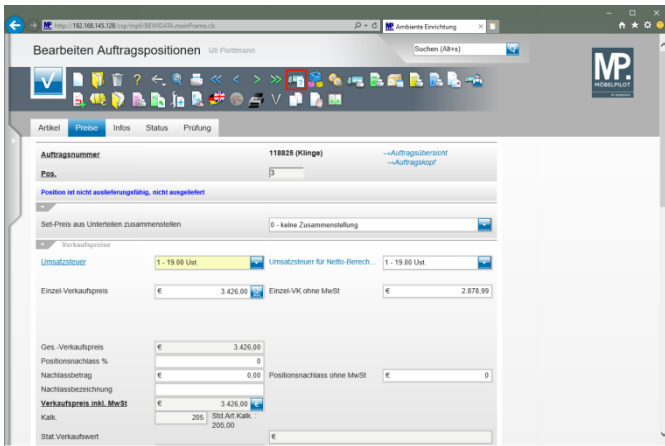 http://192.168.145.128/csp/mp6/BEWIDATA.mainFrame.cls
Ambiente Einrichtung
Bearbeiten Auftragspositionen Uli Flottmann
Suchen (Alt+s)
MP.
MÖBELPILOT
Artikel Preise Infos Status Prüfung
Auftragsnummer 118825 (Klinge) →Auftragsübersicht
→Auftragskopf
Pos. 3
Position ist nicht auslieferungsfähig, nicht ausgeliefert
Set-Preis aus Unterteilen zusammenstellen 0 - keine Zusammenstellung
Verkaufspreise
Umsatzsteuer 1 - 19.00 Ust. Umsatzsteuer für Netto-Berech... 1 - 19.00 Ust.
Einzel-Verkaufspreis € 3.426,00 Einzel-VK ohne MwSt € 2.878,99
Ges.-Verkaufspreis € 3.426,00
Positionsnachlass % 0
Nachlassbetrag € 0,00 Positionsnachlass ohne MwSt € 0
Nachlassbezeichnung
Verkaufspreis inkl. MwSt € 3.426,00
Kalk. 205 Std.Art.Kalk. :
205,00
Stat.Verkaufswert €